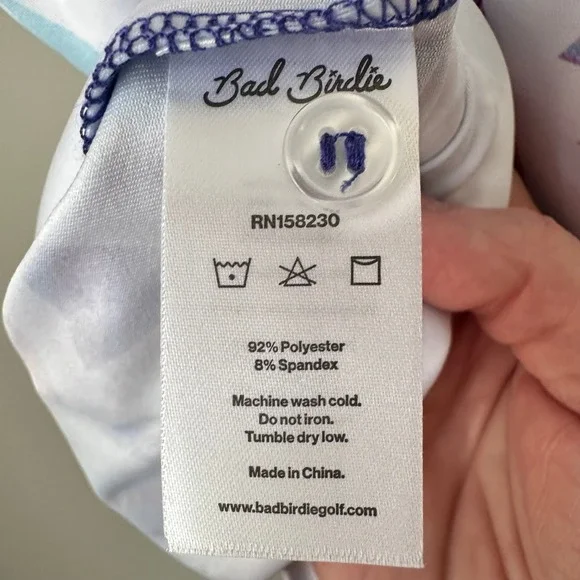 Bad Birdie
RN158230
92% Polyester
8% Spandex
Machine wash cold.
Do not iron.
Tumble dry low.
Made in China.
www.badbirdiegolf.com